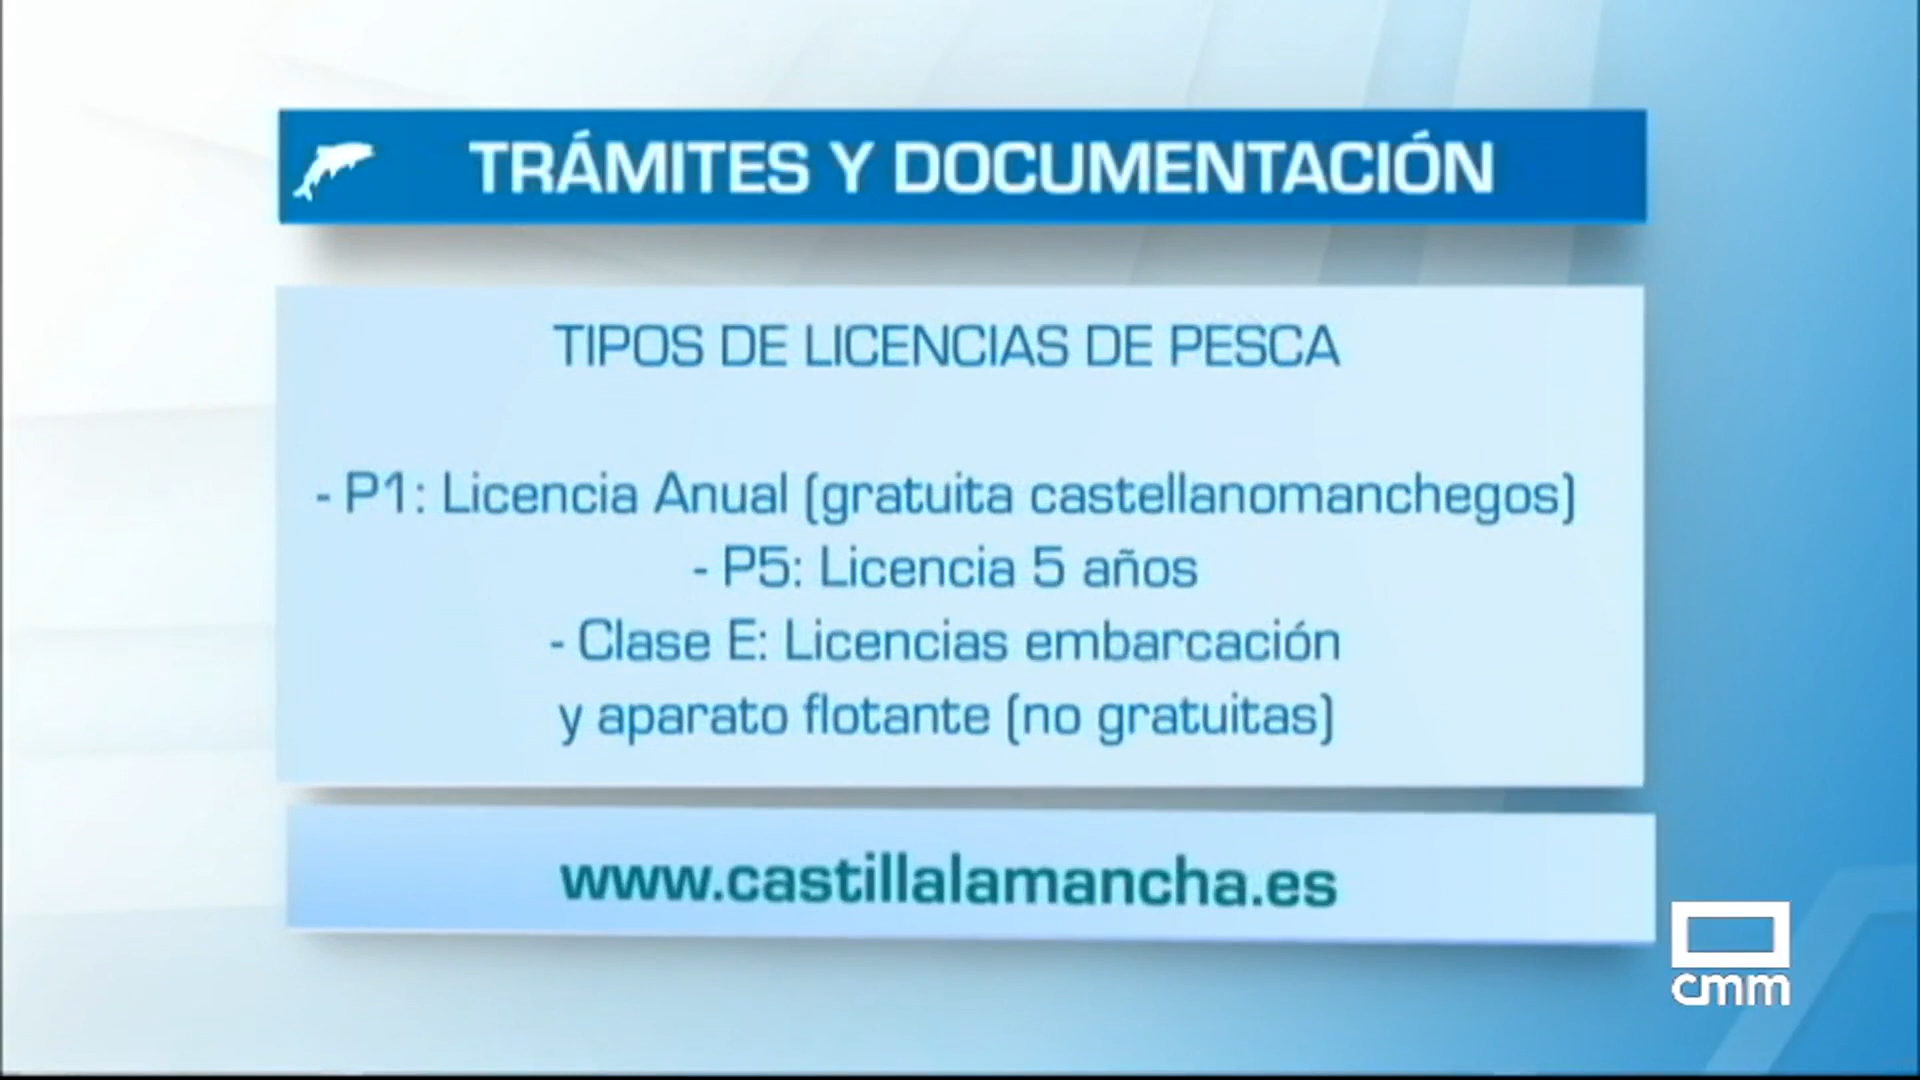 TRÁMITES Y DOCUMENTACIÓN
TIPOS DE LICENCIAS DE PESCA
- P1: Licencia Anual (gratuita castellanomanchegos)
- P5: Licencia 5 años
- Clase E: Licencias embarcación
y aparato flotante (no gratuitas)
www.castillalamancha.es
cmm